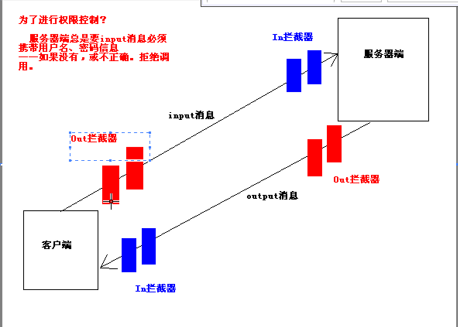 为了进行权限控制?
服务器端总是要input消息必须
携带用户名、密码信息
——如果没有，或不正确。拒绝调
用。
In拦截器
服务器端
input消息
Out拦截器
Out拦截器
output消息
客户端
In拦截器